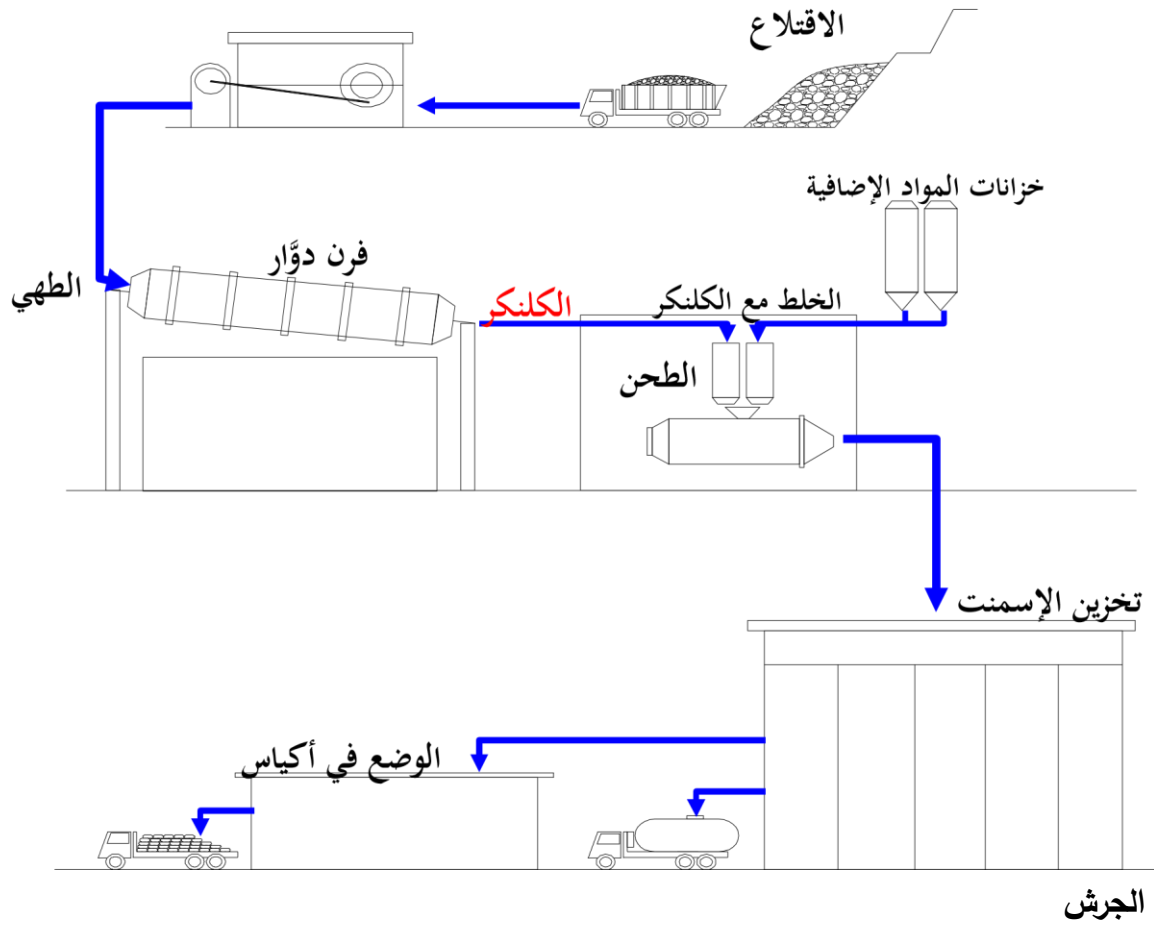 الاقتلاع
خزانات المواد الإضافية
فرن دوَّار
الطهي
الكلنكر
الخلط مع الكلنكر
الطحن
تخزين الإسمنت
الوضع في أكياس
الجرش